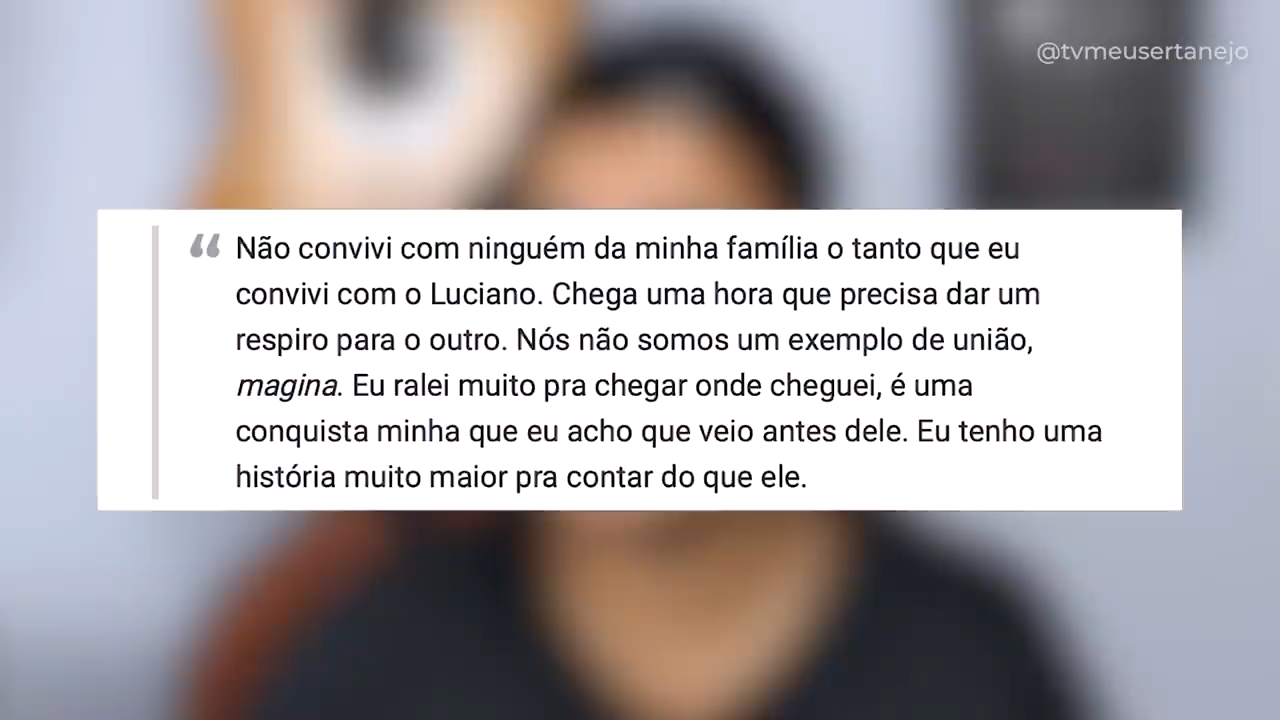 @tvmeusertanejo
“ Não convivi com ninguém da minha família o tanto que eu
convivi com o Luciano. Chega uma hora que precisa dar um
respiro para o outro. Nós não somos um exemplo de união,
magina. Eu ralei muito pra chegar onde cheguei, é uma
conquista minha que eu acho que veio antes dele. Eu tenho uma
história muito maior pra contar do que ele.